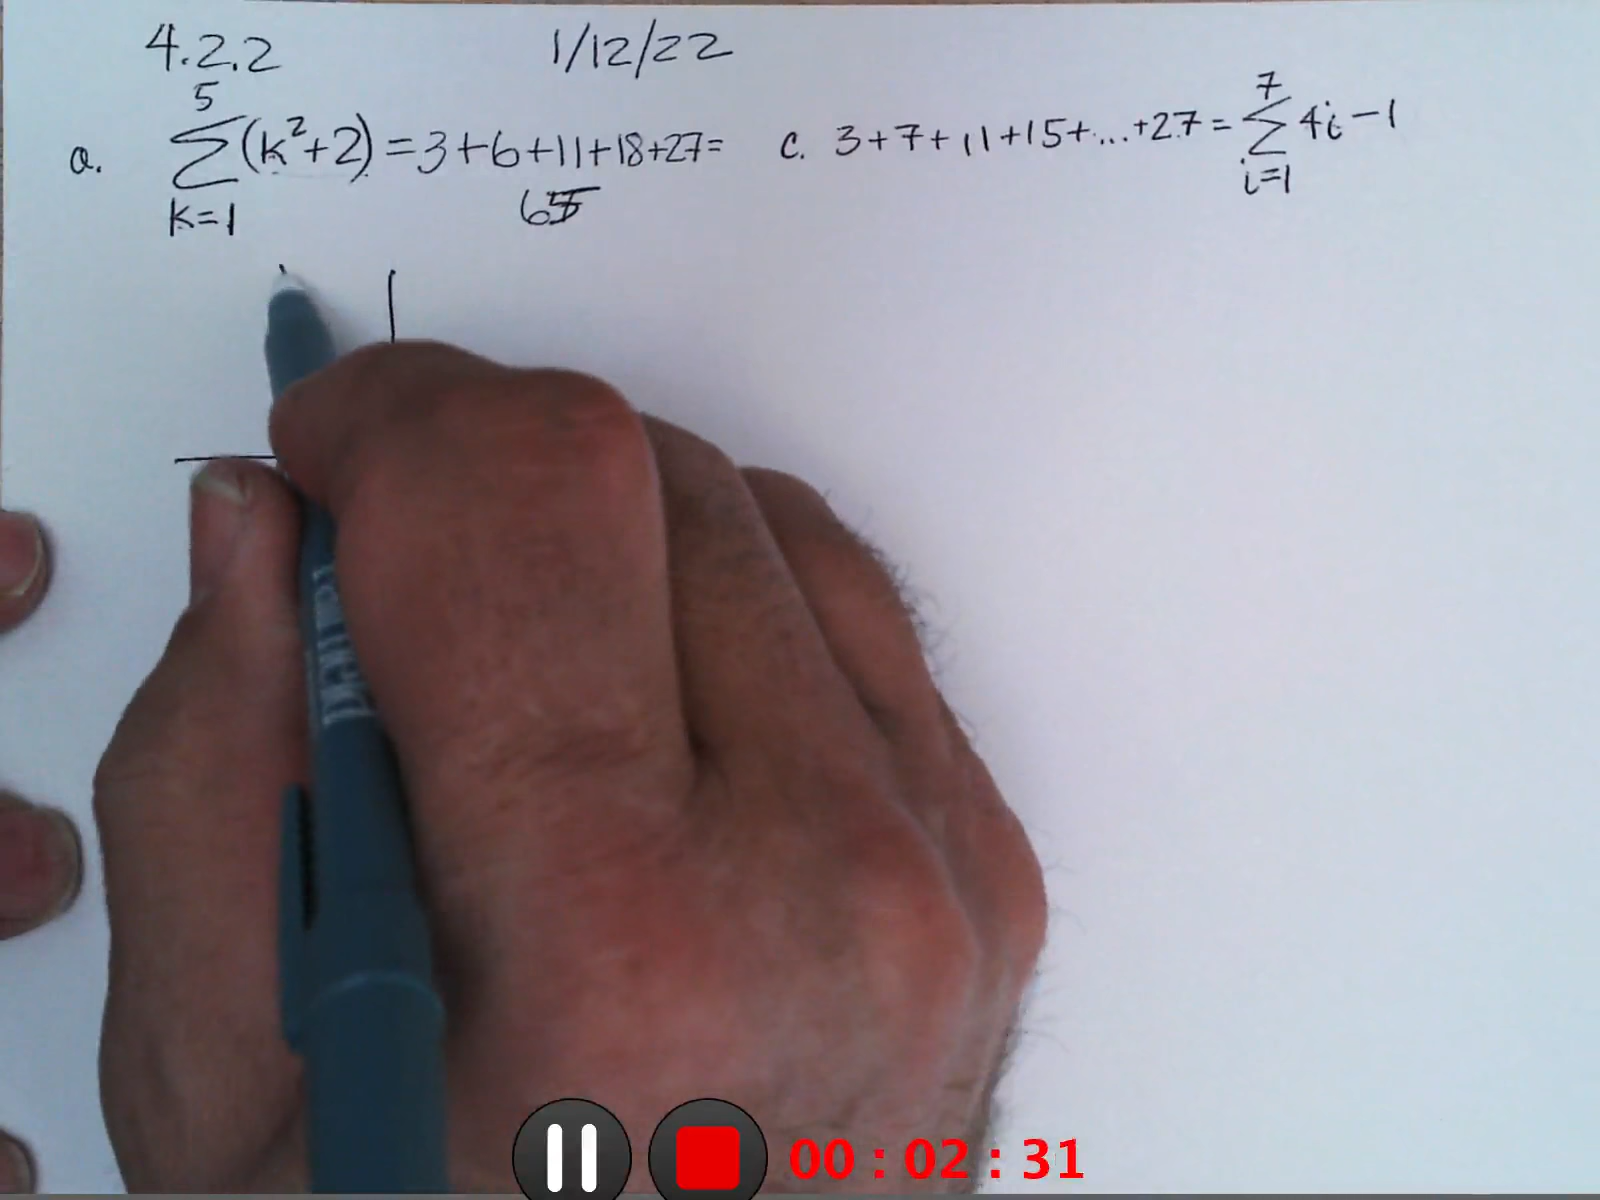 4.2.2 1/12/22
a. 5 ∑ k=1 (k²+2) = 3+6+11+18+27=
65
c. 3+7+11+15+...+27 = 7 ∑ i=1 4i-1
00:02:31